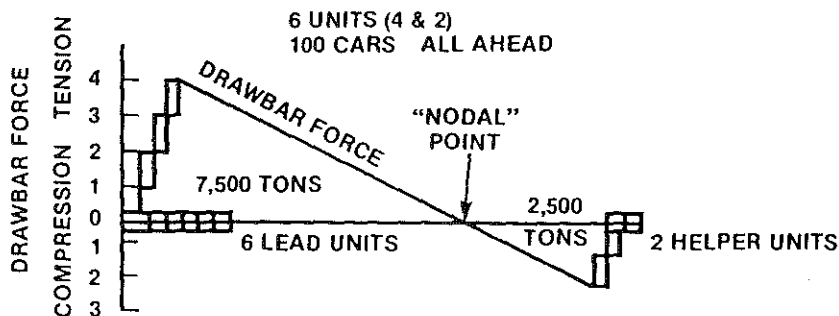 6 UNITS (4 & 2)
100 CARS ALL AHEAD
DRAWBAR FORCE
COMPRESSION TENSION
4
3
2
1
0
1
2
3
DRAWBAR FORCE
"NODAL"
POINT
7,500 TONS
2,500
TONS
6 LEAD UNITS
2 HELPER UNITS